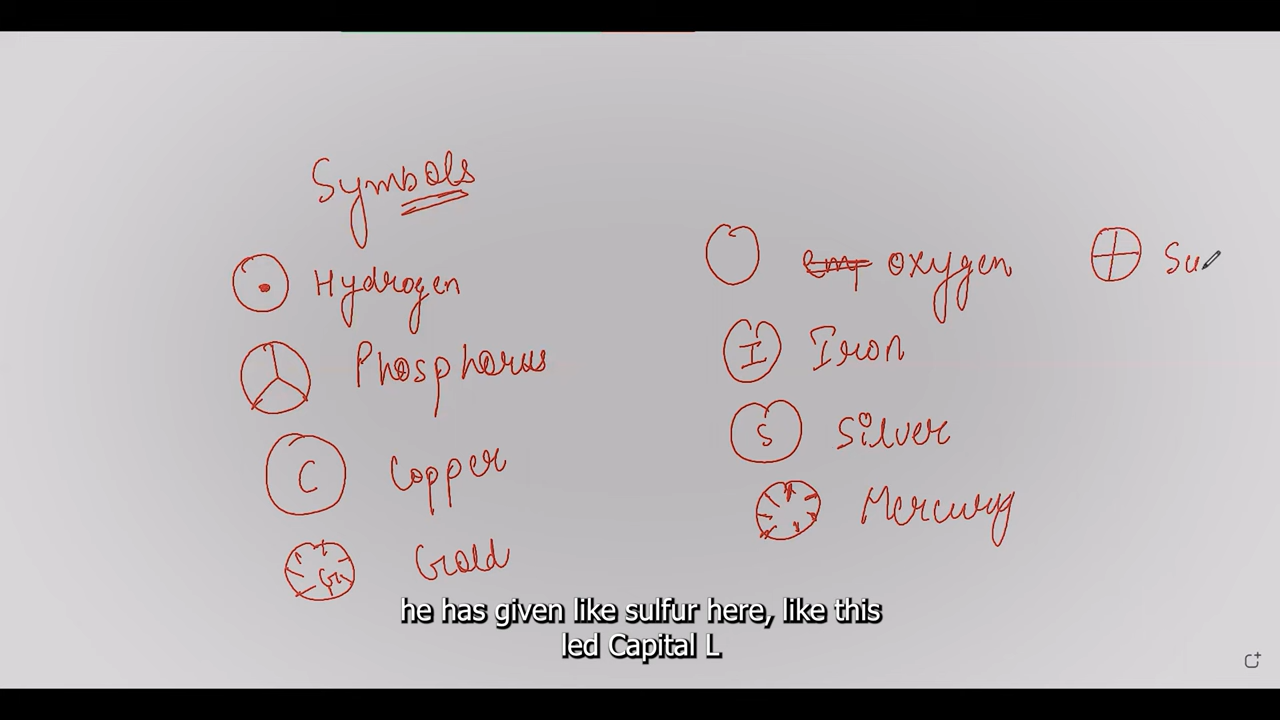 Symbols
Hydrogen
Phosphorus
C Copper
Gold
oxygen
I Iron
S Silver
Mercury
Su
he has given like sulfur here, like this
led Capital L